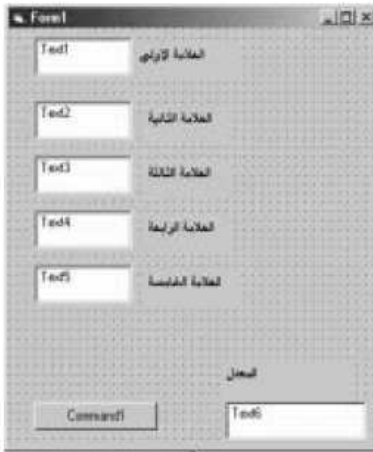 Form1
Text1 العلامة الاولى
Text2 العلامة الثانية
Text3 العلامة الثالثة
Text4 العلامة الرابعة
Text5 العلامة الخامسة
المعدل
Command1 Text6